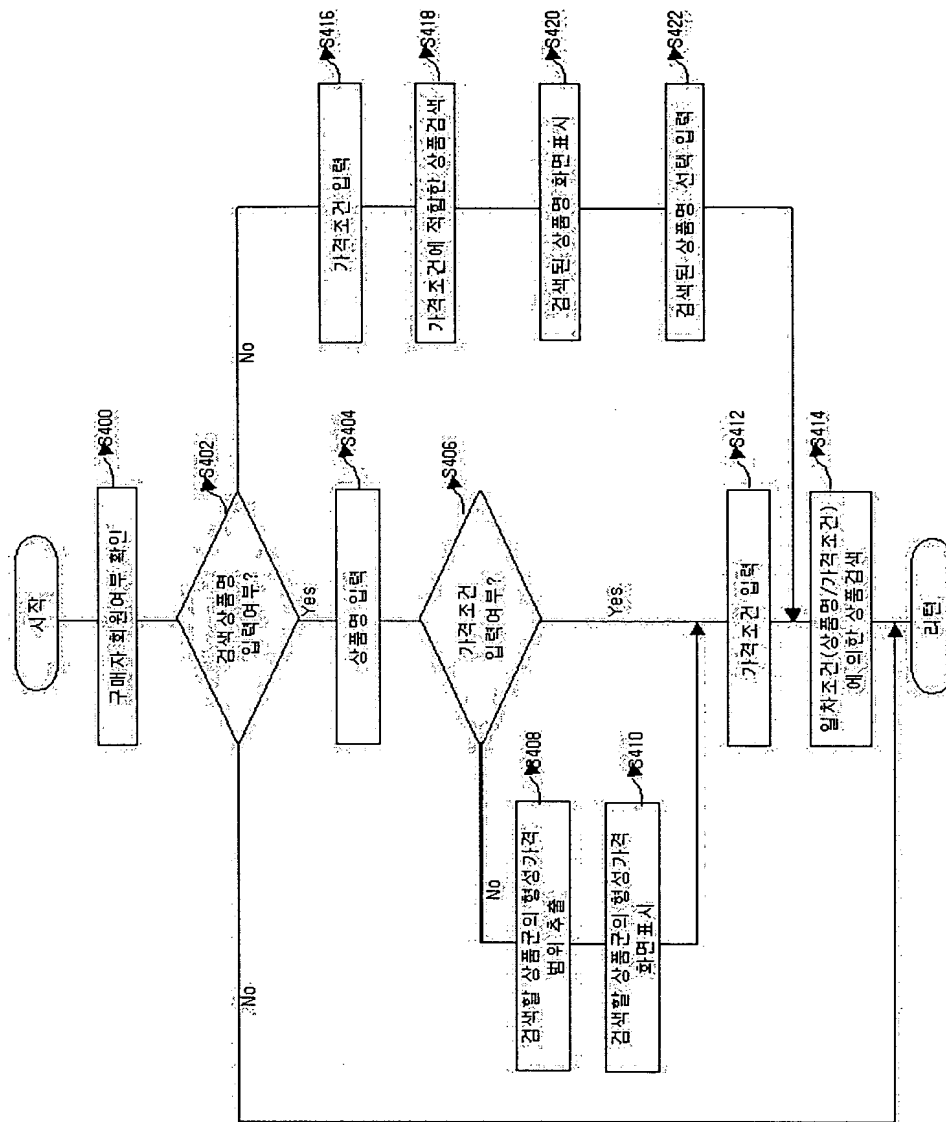 시작
구매자 회원여부 확인
S400
검색상품명
입력여부?
S402
No
No
Yes
상품명 입력
S404
가격조건
입력여부?
S406
No
Yes
검색할 상품군의 형성가격
범위 추출
S408
검색할 상품군의 형성가격
화면표시
S410
가격조건 입력
S412
일차조건(상품명/가격조건)
에 의한 상품검색
S414
가격조건 입력
S416
가격조건에 적합한 상품검색
S418
검색된 상품명 화면표시
S420
검색된 상품명 선택 입력
S422
리턴